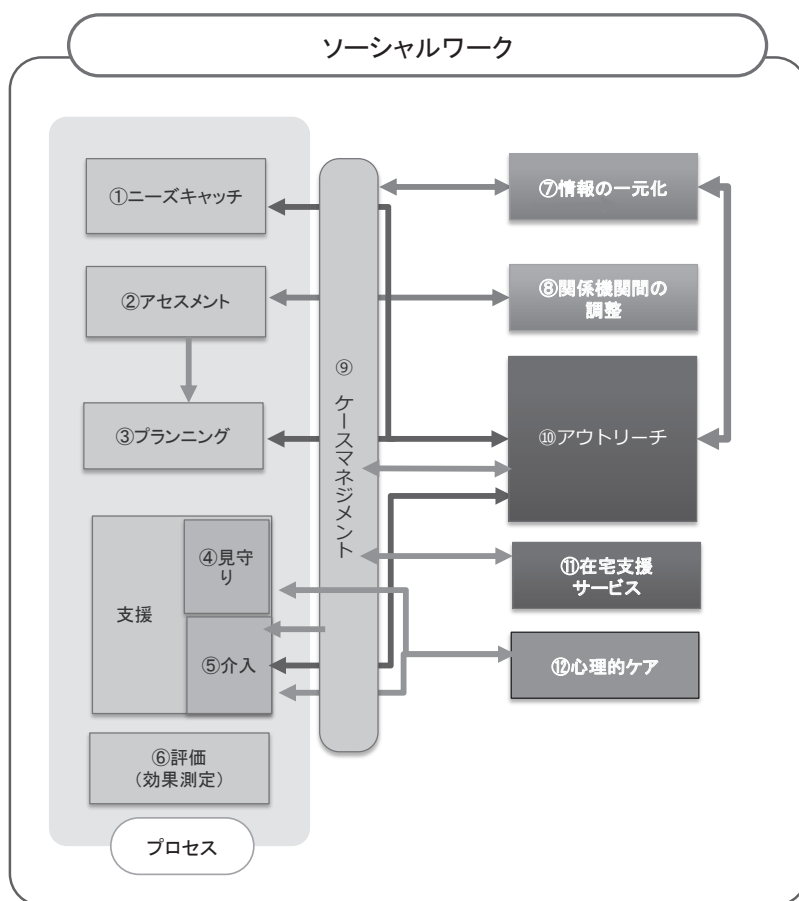 ソーシャルワーク
①ニーズキャッチ
②アセスメント
③プランニング
支援
④見守
り
⑤介入
⑥評価
(効果測定)
プロセス
⑨ケースマネジメント
⑦情報の一元化
⑧関係機関間の
調整
⑩アウトリーチ
⑪在宅支援
サービス
⑫心理的ケア